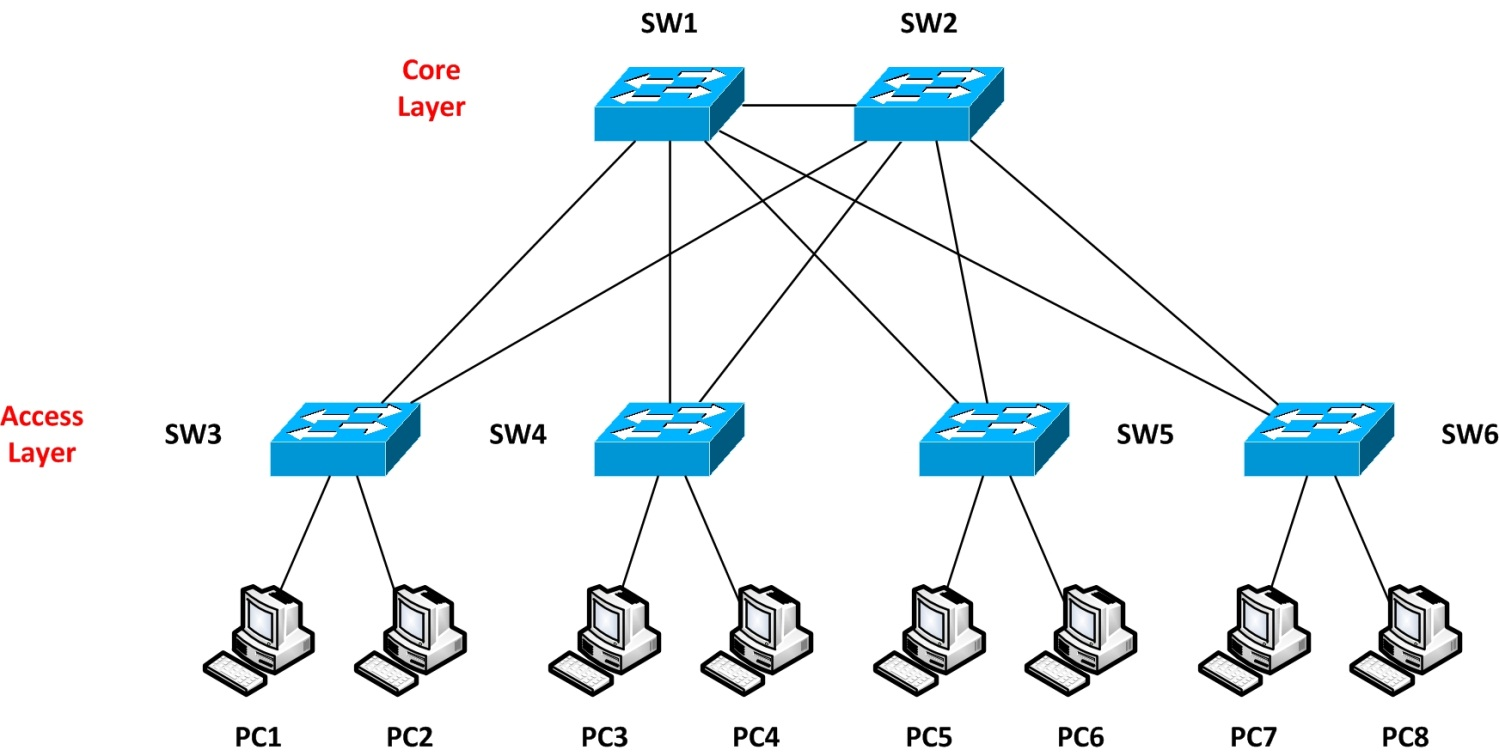 SW1
SW2
Core
Layer
Access
Layer
SW3
SW4
SW5
SW6
PC1
PC2
PC3
PC4
PC5
PC6
PC7
PC8